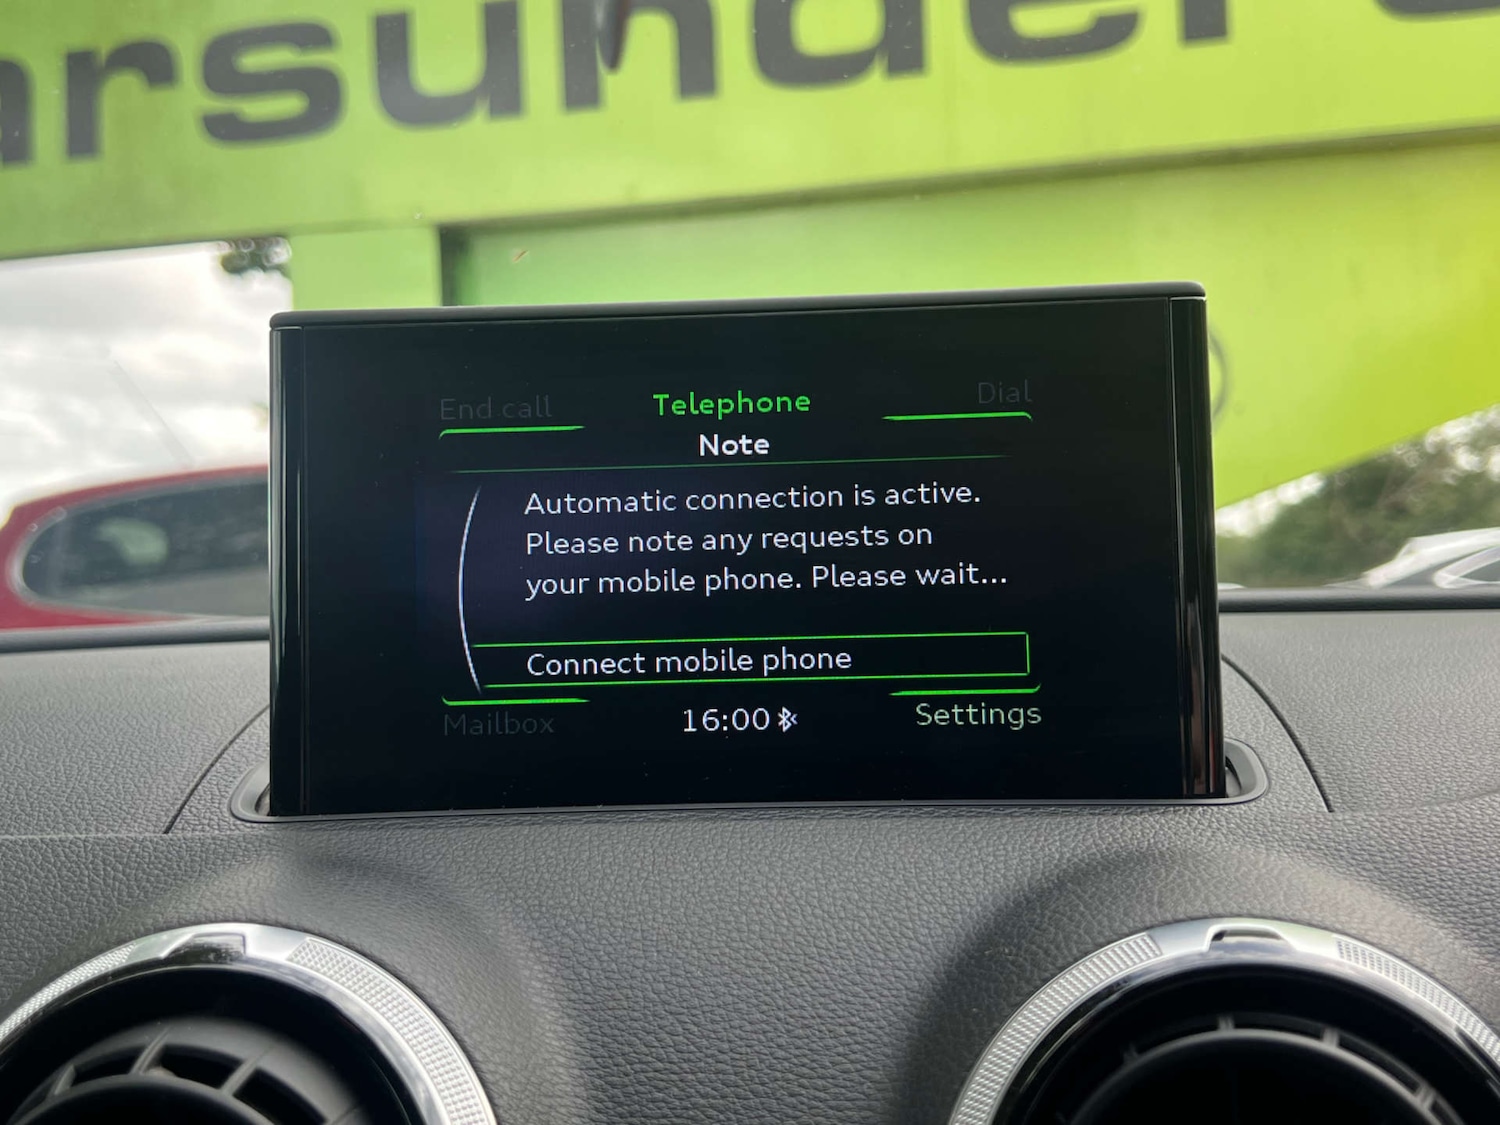 arsunder
End call Telephone Dial
Note
Automatic connection is active.
Please note any requests on
your mobile phone. Please wait...
Connect mobile phone
Mailbox 16:00 Settings